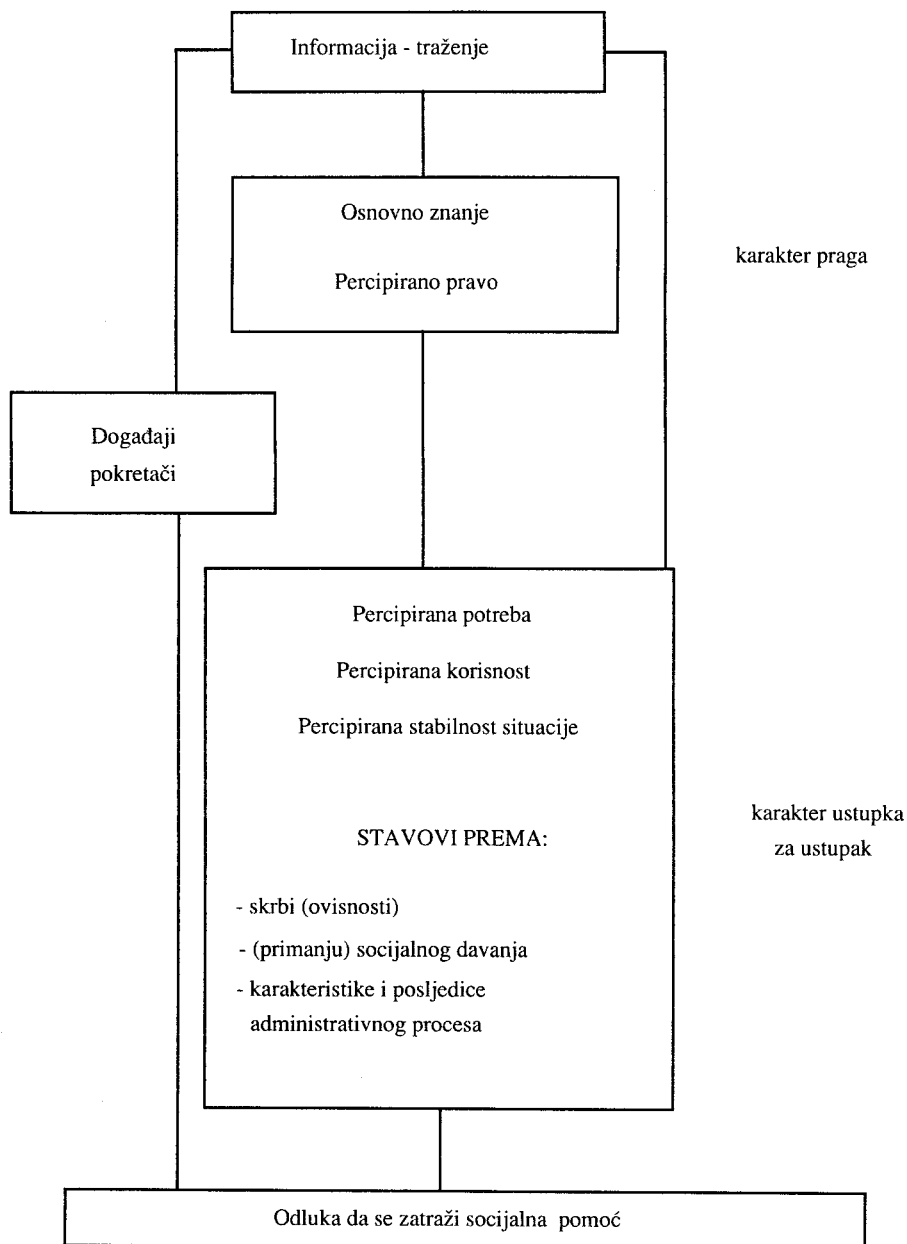 Informacija - traženje
Osnovno znanje
Percipirano pravo
karakter praga
Događaji
pokretači
Percipirana potreba
Percipirana korisnost
Percipirana stabilnost situacije
STAVOVI PREMA:
- skrbi (ovisnosti)
- (primanju) socijalnog davanja
- karakteristike i posljedice
administrativnog procesa
karakter ustupka
za ustupak
Odluka da se zatraži socijalna pomoć